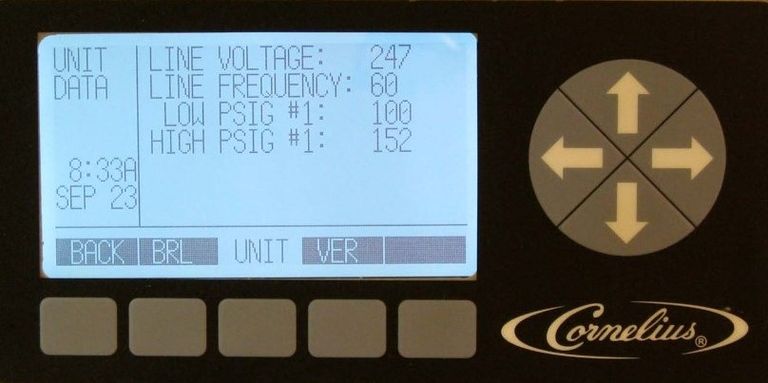 UNIT
DATA
8:33A
SEP 23
LINE VOLTAGE: 247
LINE FREQUENCY: 60
LOW PSIG #1: 100
HIGH PSIG #1: 152
BACK BRL UNIT VER
Cornelius®